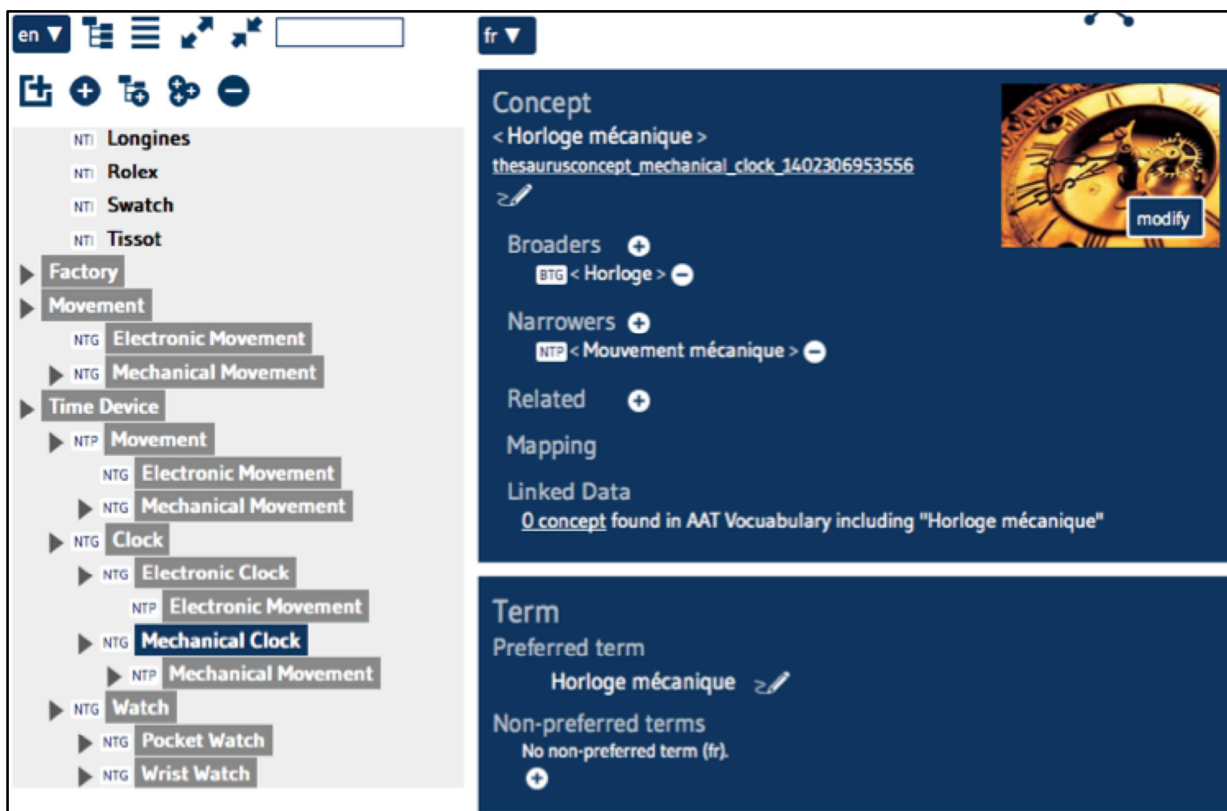 en ▼
NTI Longines
NTI Rolex
NTI Swatch
NTI Tissot
Factory
Movement
NTG Electronic Movement
NTG Mechanical Movement
Time Device
NTP Movement
NTG Electronic Movement
NTG Mechanical Movement
NTG Clock
NTG Electronic Clock
NTP Electronic Movement
NTG Mechanical Clock
NTP Mechanical Movement
NTG Watch
NTG Pocket Watch
NTG Wrist Watch
fr ▼
Concept
< Horloge mécanique >
thesaurusconcept_mechanical_clock_1402306953556
modify
Broaders
BTG < Horloge >
Narrowers
NTP < Mouvement mécanique >
Related
Mapping
Linked Data
0 concept found in AAT Vocuabulary including "Horloge mécanique"
Term
Preferred term
Horloge mécanique
Non-preferred terms
No non-preferred term (fr).